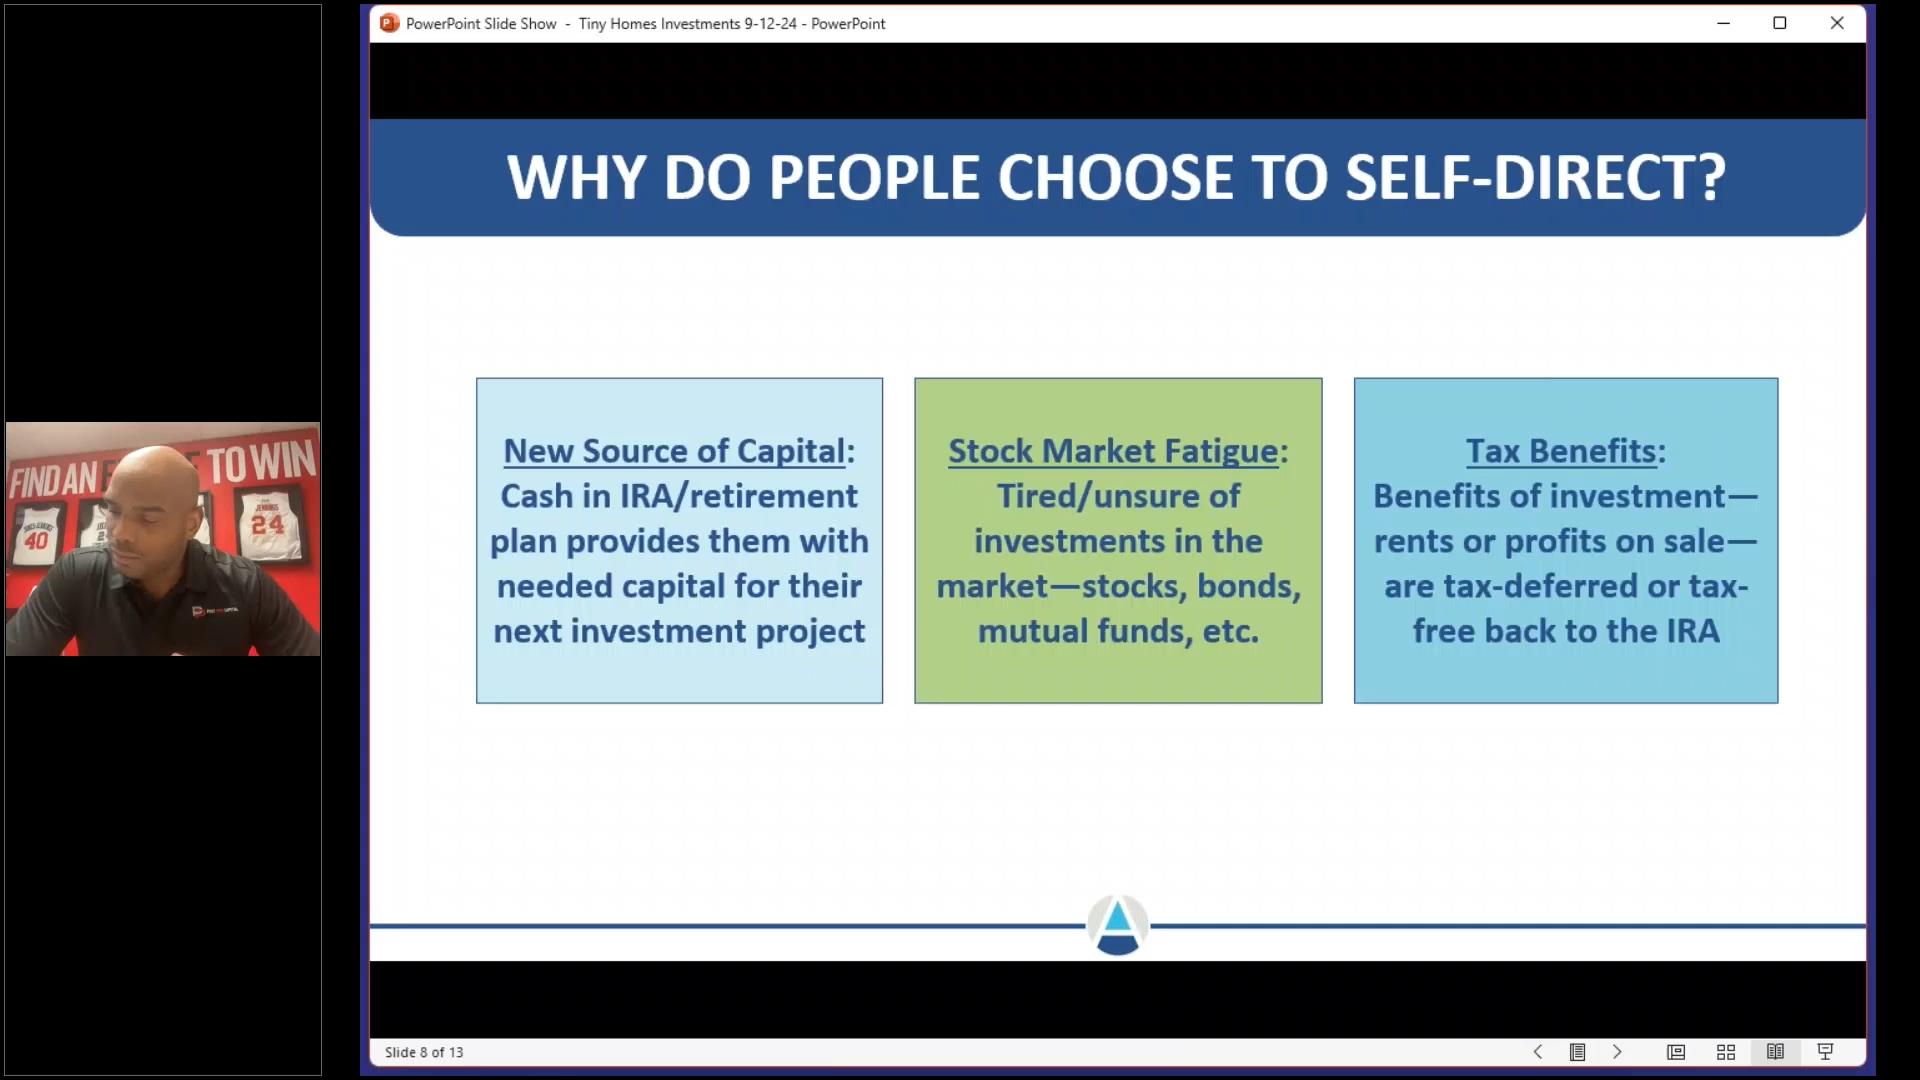 PowerPoint Slide Show - Tiny Homes Investments 9-12-24 - PowerPoint
WHY DO PEOPLE CHOOSE TO SELF-DIRECT?
New Source of Capital:
Cash in IRA/retirement
plan provides them with
needed capital for their
next investment project
Stock Market Fatigue:
Tired/unsure of
investments in the
market—stocks, bonds,
mutual funds, etc.
Tax Benefits:
Benefits of investment—
rents or profits on sale—
are tax-deferred or tax-
free back to the IRA
FIND AN
TO WIN
40
2
JENNINGS
24
Slide 8 of 13